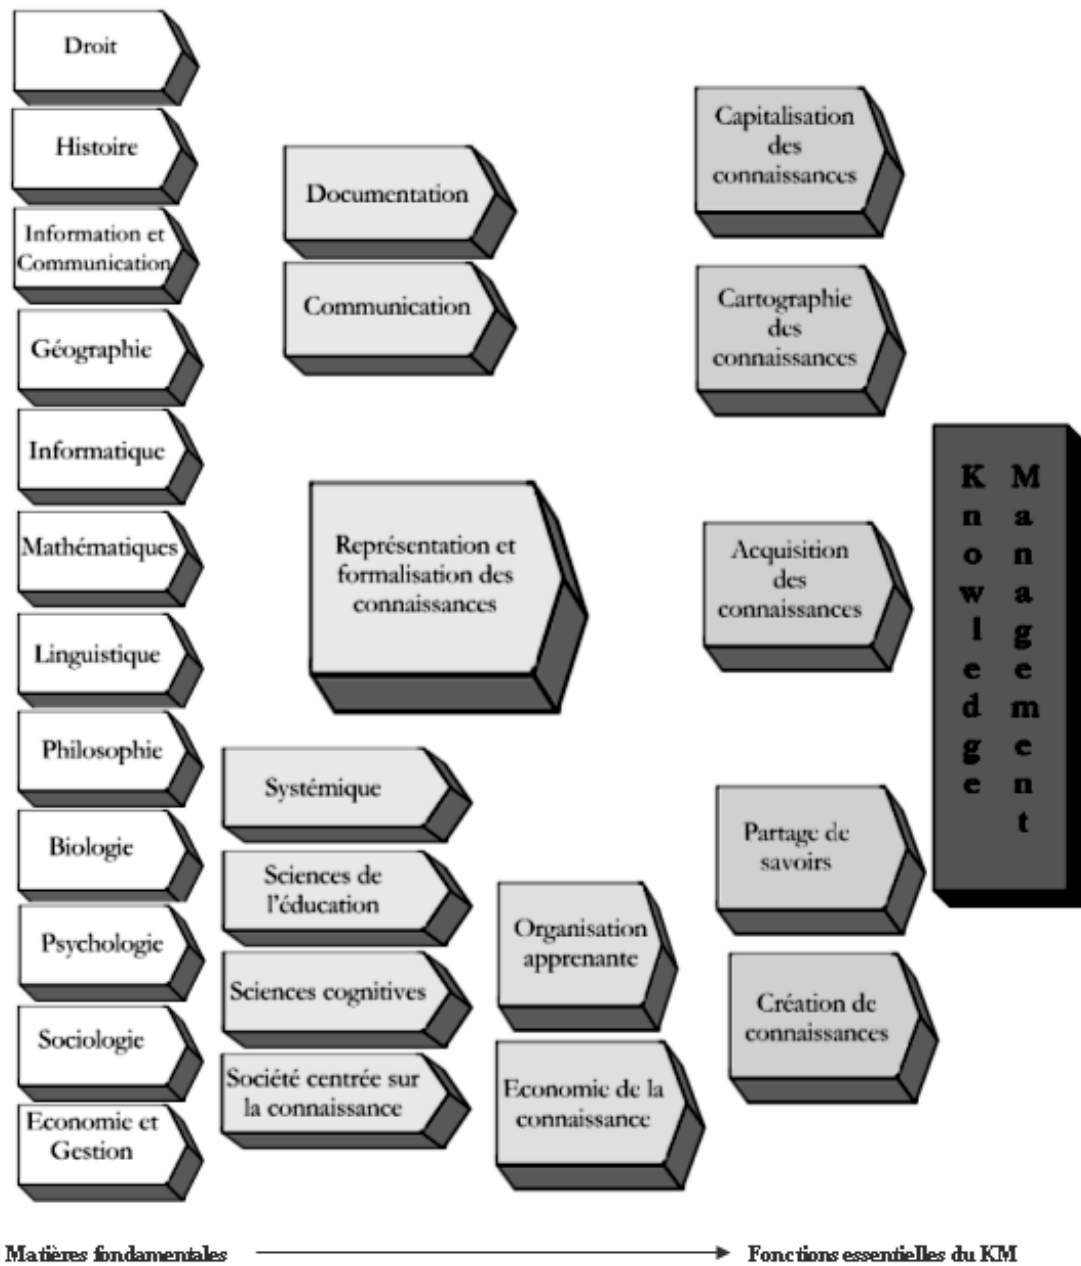 Droit
Histoire
Information et
Communication
Géographie
Informatique
Mathématiques
Linguistique
Philosophie
Biologie
Psychologie
Sociologie
Economie et
Gestion
Documentation
Communication
Représentation et
formalisation des
connaissances
Systémique
Sciences de
l'éducation
Sciences cognitives
Société centrée sur
la connaissance
Organisation
apprenante
Economie de la
connaissance
Capitalisation
des
connaissances
Cartographie
des
connaissances
Acquisition
des
connaissances
Partage de
savoirs
Création de
connaissances
Knowledge
Management
Matières fondamentales
Fonctions essentielles du KM